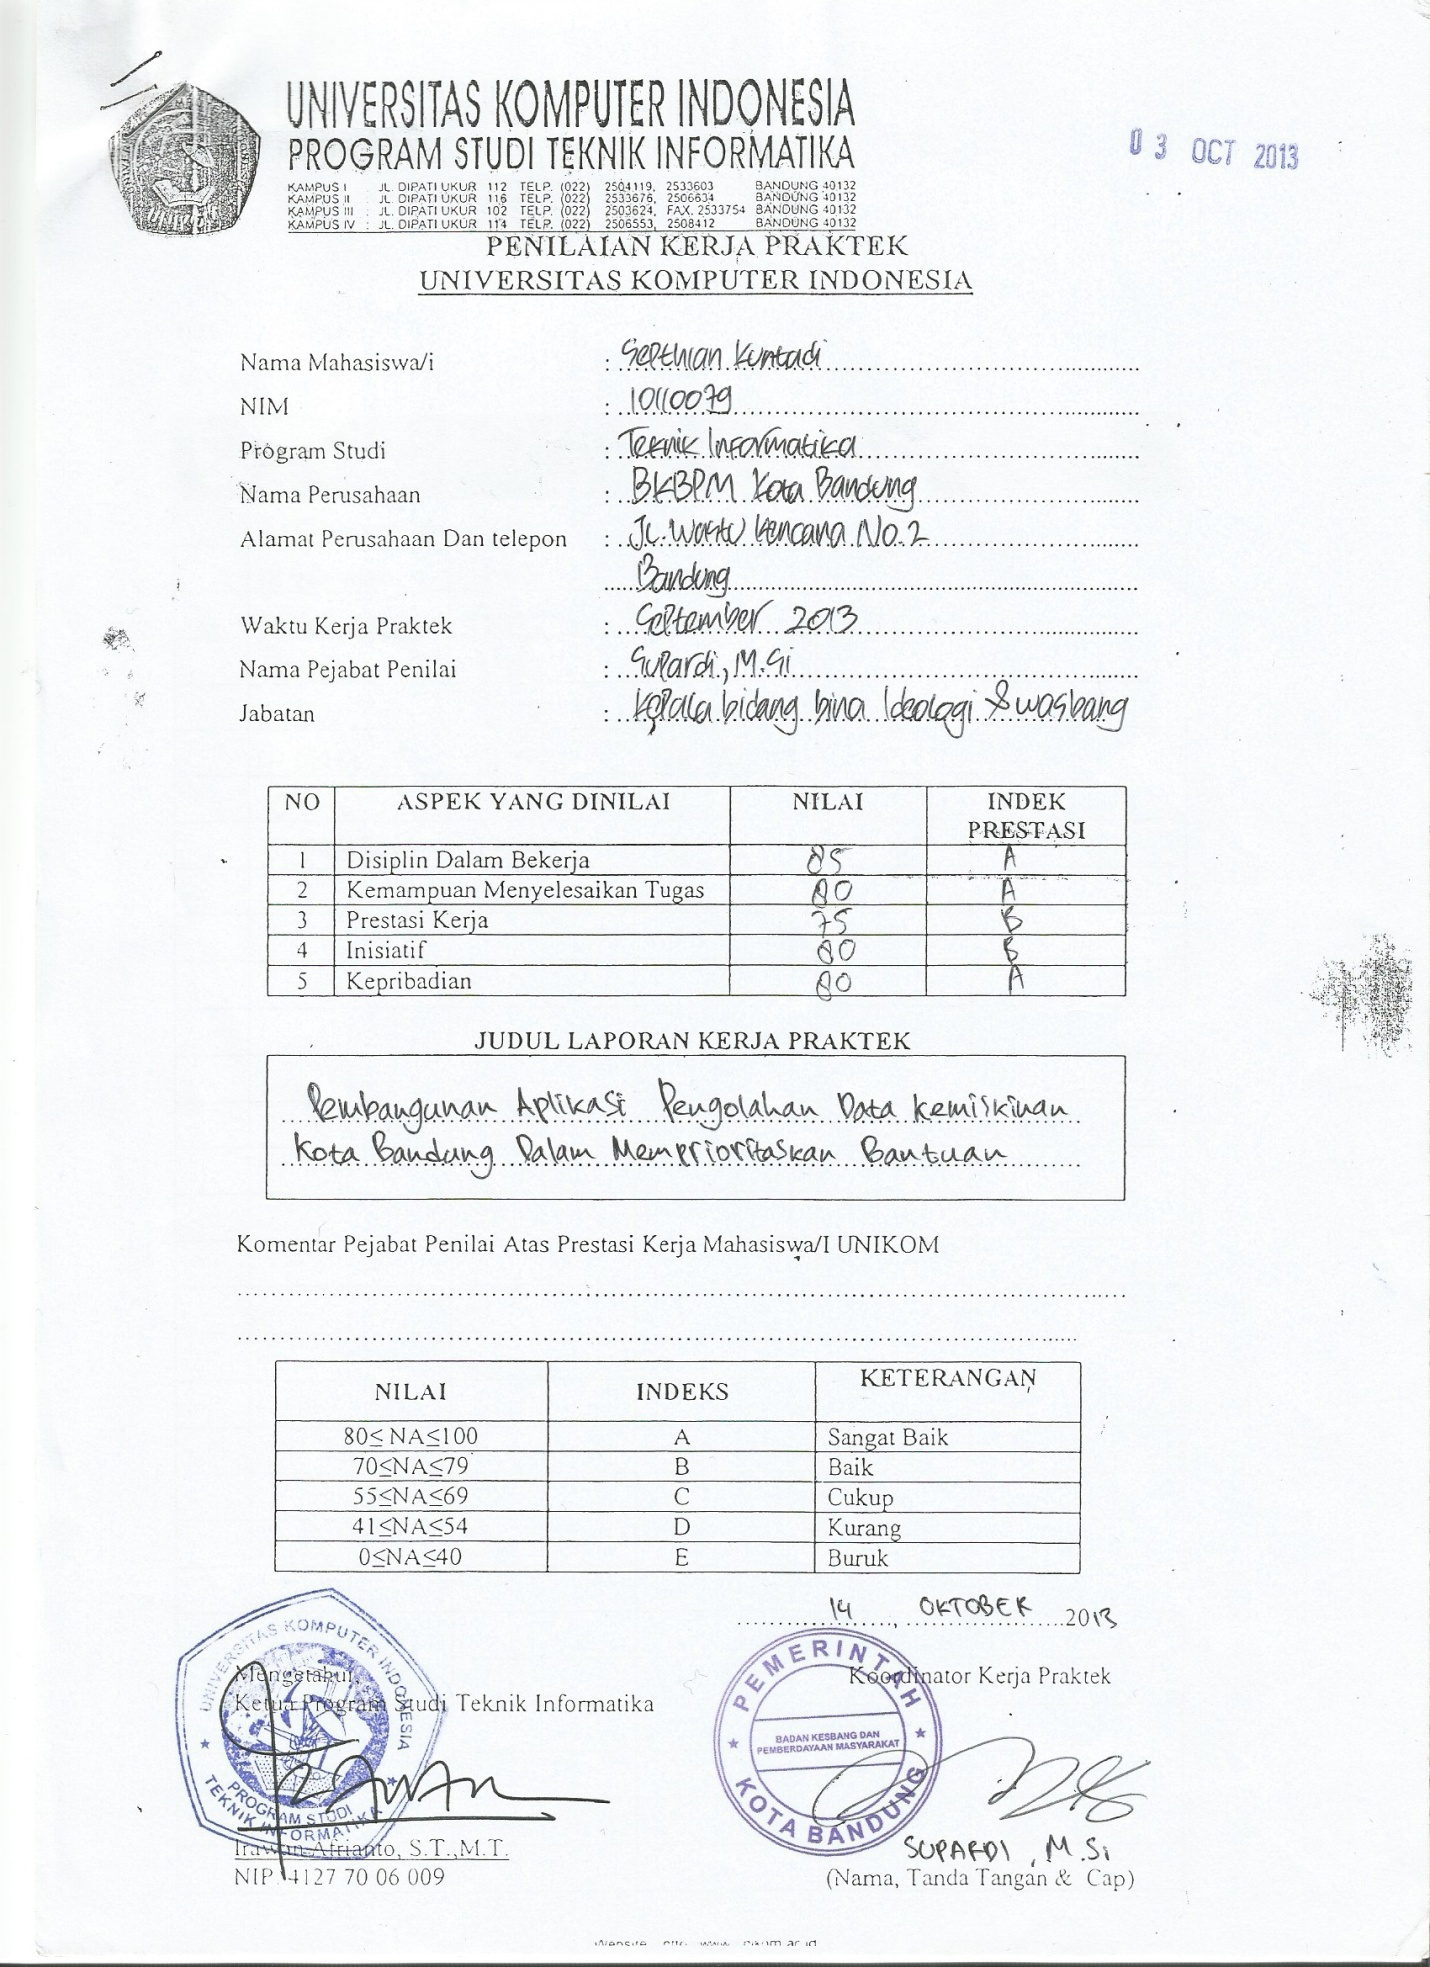 UNIVERSITAS KOMPUTER INDONESIA
PROGRAM STUDI TEKNIK INFORMATIKA
KAMPUS I : JL. DIPATI UKUR 112 TELP. (022) 2504119, 2533603 BANDUNG 40132
KAMPUS II : JL. DIPATI UKUR 116 TELP. (022) 2533676, 2506634 BANDUNG 40132
KAMPUS III : JL. DIPATI UKUR 102 TELP. (022) 2503624, FAX. 2533754 BANDUNG 40132
KAMPUS IV : JL. DIPATI UKUR 114 TELP. (022) 2506553, 2508412 BANDUNG 40132
03 OCT 2013
PENILAIAN KERJA PRAKTEK
UNIVERSITAS KOMPUTER INDONESIA
Nama Mahasiswa/i : Septhian Kuntadi
NIM : 10110079
Program Studi : Teknik Informatika
Nama Perusahaan : BKBPM Kota Bandung
Alamat Perusahaan Dan telepon : JL. Wastu Kencana No. 2
Bandung
Waktu Kerja Praktek : September 2013
Nama Pejabat Penilai : Supardi, M.Si
Jabatan : Kepala bidang bina Ideologi & wasbang
NO ASPEK YANG DINILAI NILAI INDEK PRESTASI
1 Disiplin Dalam Bekerja 85 A
2 Kemampuan Menyelesaikan Tugas 80 A
3 Prestasi Kerja 75 B
4 Inisiatif 80 B
5 Kepribadian 80 A
JUDUL LAPORAN KERJA PRAKTEK
Pembangunan Aplikasi Pengolahan Data Kemiskinan
Kota Bandung Dalam Memprioritaskan Bantuan
Komentar Pejabat Penilai Atas Prestasi Kerja Mahasiswa/I UNIKOM
NILAI INDEKS KETERANGAN
80≤ NA≤100 A Sangat Baik
70≤NA≤79 B Baik
55≤NA≤69 C Cukup
41≤NA≤54 D Kurang
0≤NA≤40 E Buruk
14, OKTOBER 2013
Mengetahui,
Ketua Program Studi Teknik Informatika
Koordinator Kerja Praktek
UNIVERSITAS KOMPUTER INDONESIA
PROGRAM STUDI
TEKNIK INFORMATIKA
PEMERINTAH
BADAN KESBANG DAN
PEMBERDAYAAN MASYARAKAT
KOTA BANDUNG
Irawan Afrianto, S.T.,M.T.
NIP. 4127 70 06 009
SUPARDI, M.Si
(Nama, Tanda Tangan & Cap)